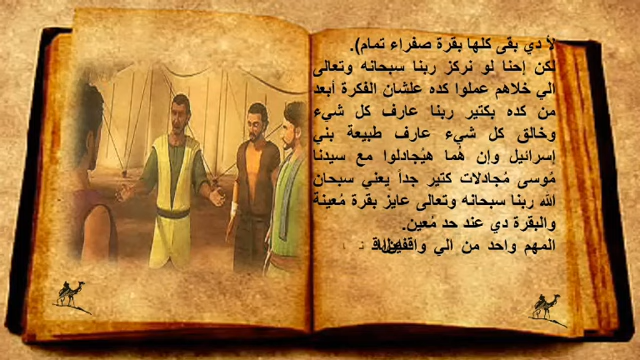 لأ دي بقى كلها بقرة صفراء تمام).
لكن إحنا لو نركز ربنا سبحانه وتعالى
الي خلاهم عملوا كده علشان الفكرة أبعد
من كده بكتير ربنا عارف كل شيء
وخالق كل شيء عارف طبيعة بني
إسرائيل وإن هُما هيُجادلوا مع سيدنا
مُوسى مُجادلات كتير جداً يعني سبحان
الله ربنا سبحانه وتعالى عايز بقرة مُعينة
والبقرة دي عند حد مُعين.
المهم واحد من الي